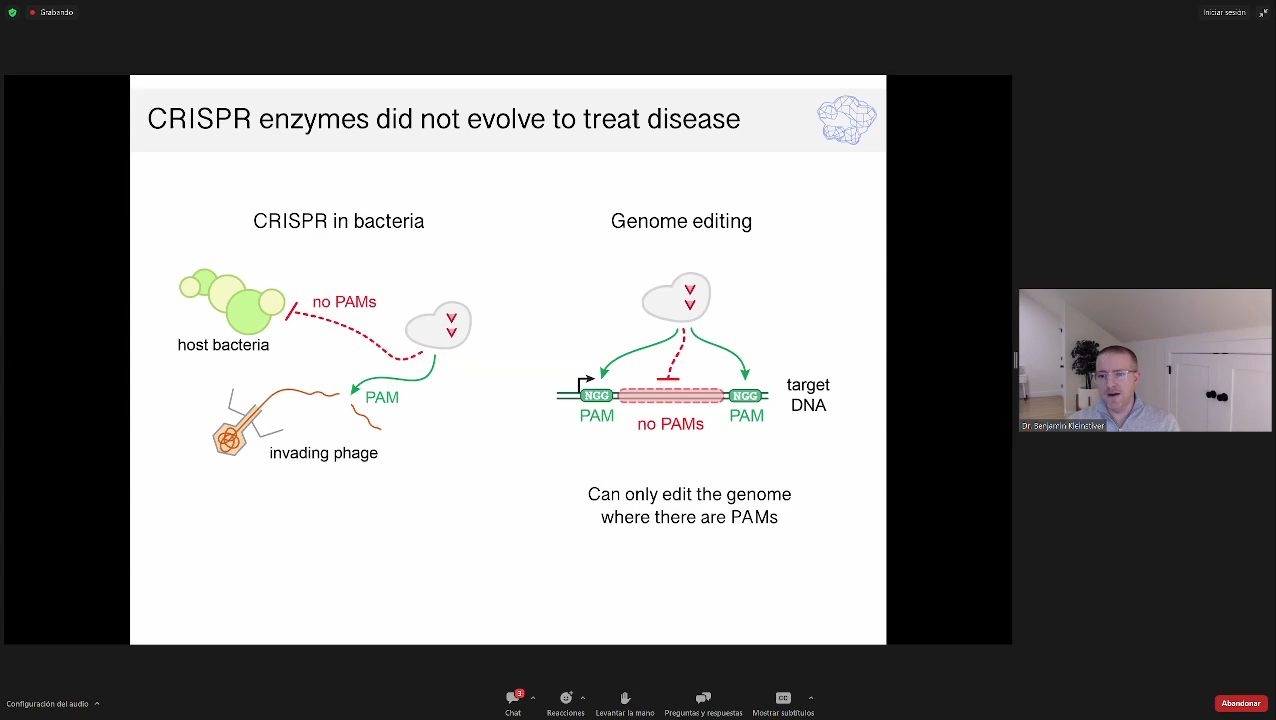 Grabando
Iniciar sesión
CRISPR enzymes did not evolve to treat disease
CRISPR in bacteria
no PAMs
host bacteria
PAM
invading phage
Genome editing
NGG
NGG
target
DNA
PAM
no PAMs
PAM
Can only edit the genome
where there are PAMs
Dr. Benjamin Kleinstiver
Configuración del audio
3
Chat
Reacciones
Levantar la mano
Preguntas y respuestas
CC
Mostrar subtítulos
Abandonar